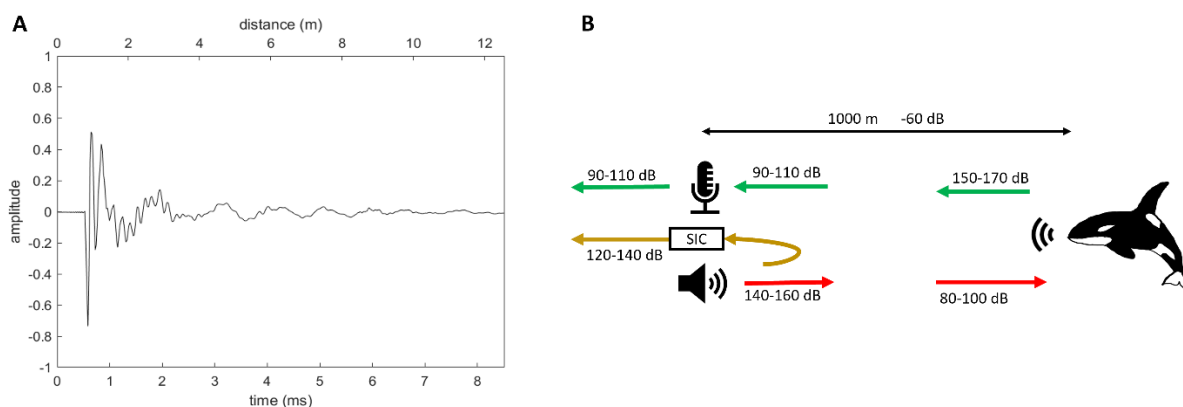 A
distance (m)
0 2 4 6 8 10 12
1
0.8
0.6
0.4
0.2
0
-0.2
-0.4
-0.6
-0.8
-1
amplitude
0 1 2 3 4 5 6 7 8
time (ms)
B
1000 m -60 dB
90-110 dB 90-110 dB 150-170 dB
SIC
120-140 dB
140-160 dB 80-100 dB